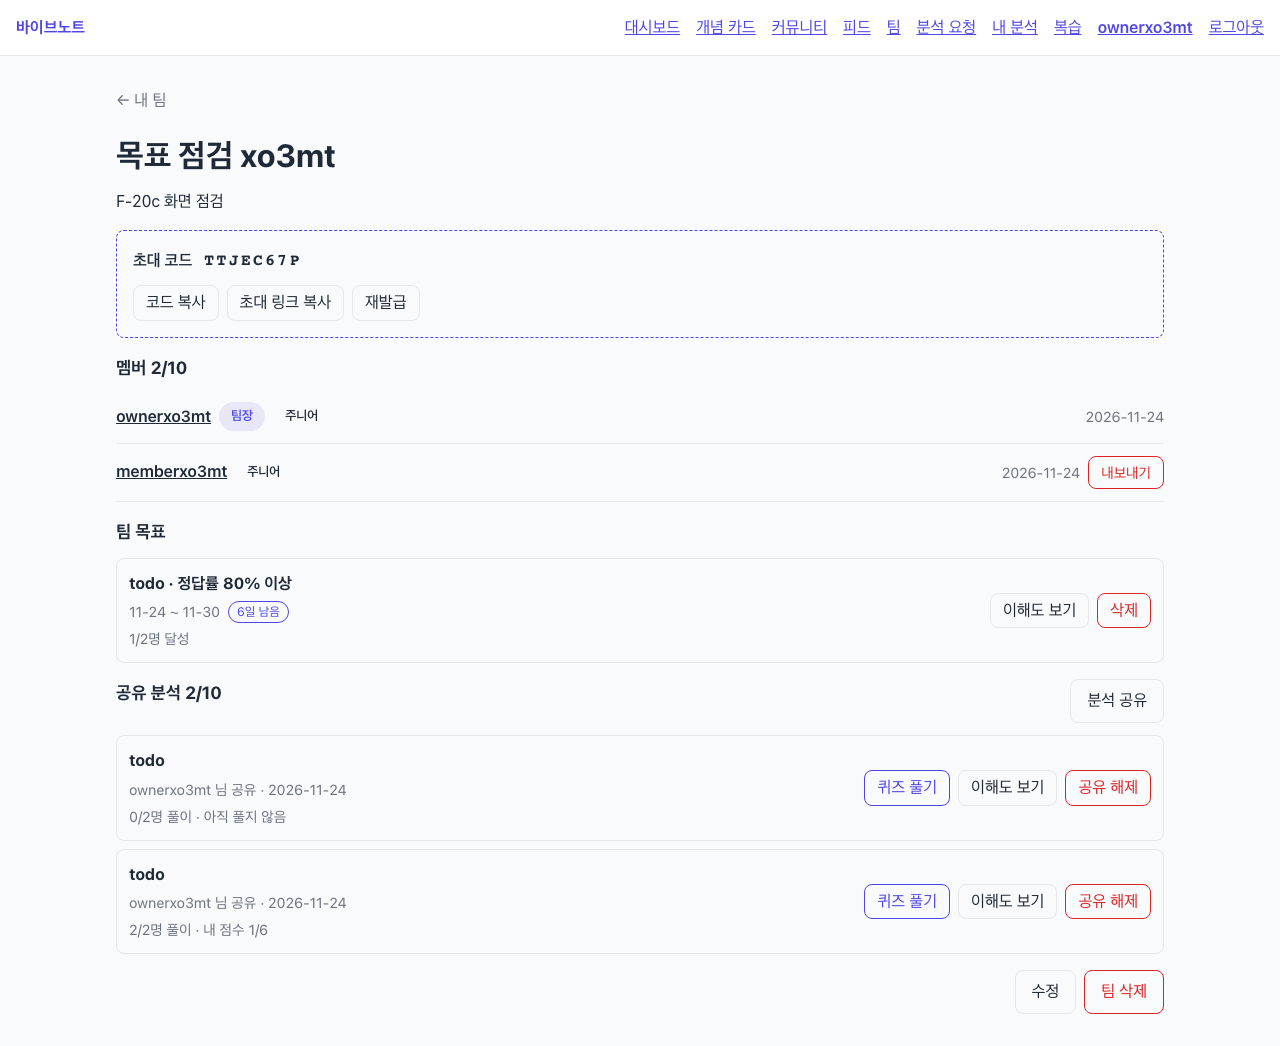 바이브노트
대시보드 개념 카드 커뮤니티 피드 팀 분석 요청 내 분석 복습 ownerxo3mt 로그아웃
← 내 팀
목표 점검 xo3mt
F-20c 화면 점검
초대 코드 TTJEC67P
코드 복사 초대 링크 복사 재발급
멤버 2/10
ownerxo3mt 팀장 주니어 2026-11-24
memberxo3mt 주니어 2026-11-24 내보내기
팀 목표
todo · 정답률 80% 이상
11-24 ~ 11-30 6일 남음
1/2명 달성
이해도 보기 삭제
공유 분석 2/10
분석 공유
todo
ownerxo3mt 님 공유 · 2026-11-24
0/2명 풀이 · 아직 풀지 않음
퀴즈 풀기 이해도 보기 공유 해제
todo
ownerxo3mt 님 공유 · 2026-11-24
2/2명 풀이 · 내 점수 1/6
퀴즈 풀기 이해도 보기 공유 해제
수정 팀 삭제